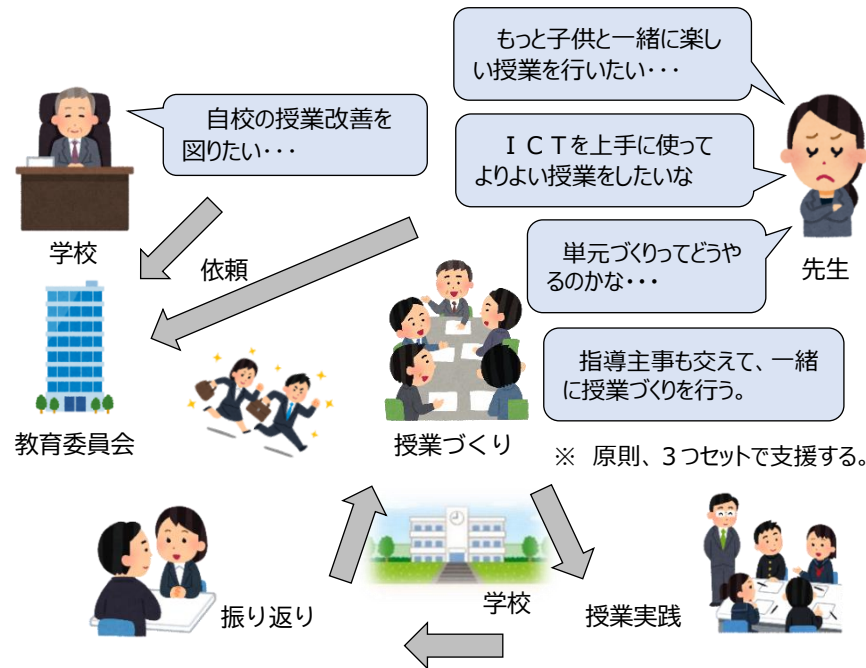 もっと子供と一緒に楽し
い授業を行いたい・・・
自校の授業改善を
図りたい・・・
ＩＣＴを上手に使って
よりよい授業をしたいな
学校
依頼
単元づくりってどうや
るのかな・・・
先生
指導主事も交えて、一緒
に授業づくりを行う。
教育委員会
授業づくり
※　原則、３つセットで支援する。
学校
振り返り
授業実践